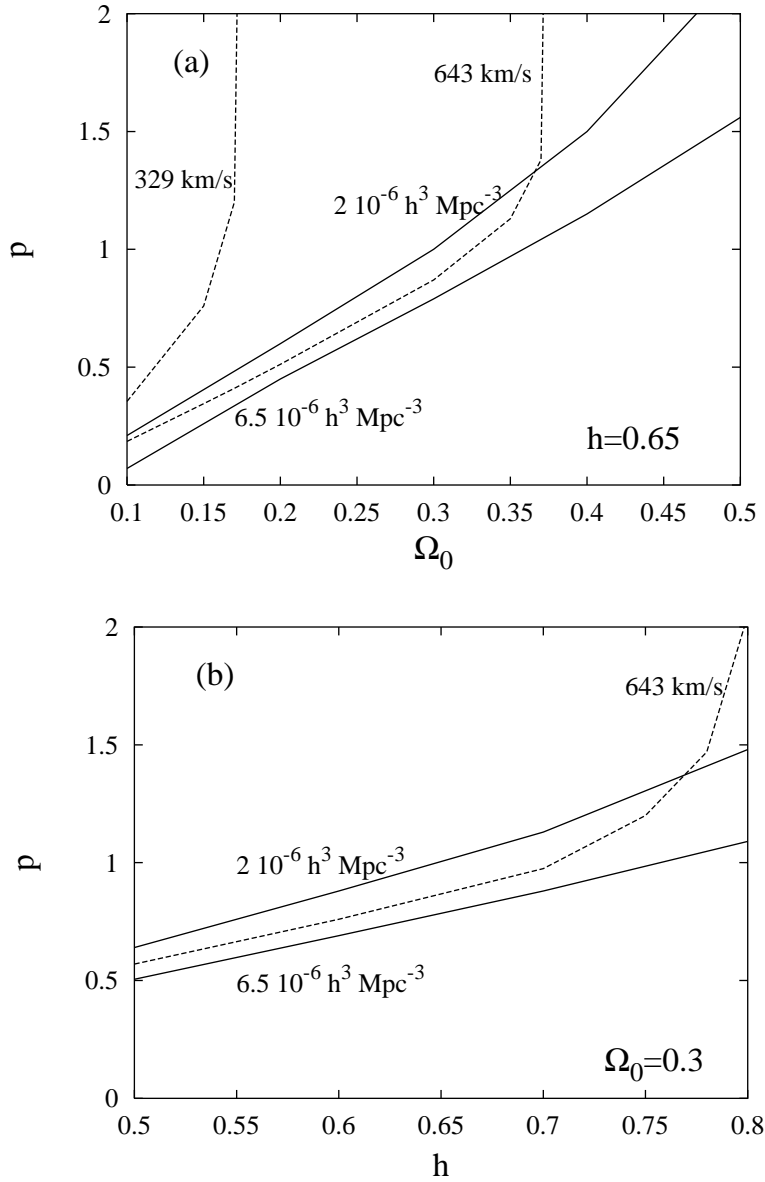 2
(a)
643 km/s
1.5
329 km/s
2 10⁻⁶ h³ Mpc⁻³
p
1
0.5
6.5 10⁻⁶ h³ Mpc⁻³
h=0.65
0
0.1 0.15 0.2 0.25 0.3 0.35 0.4 0.45 0.5
Ω₀
2
(b)
643 km/s
1.5
2 10⁻⁶ h³ Mpc⁻³
p
1
0.5
6.5 10⁻⁶ h³ Mpc⁻³
Ω₀=0.3
0
0.5 0.55 0.6 0.65 0.7 0.75 0.8
h